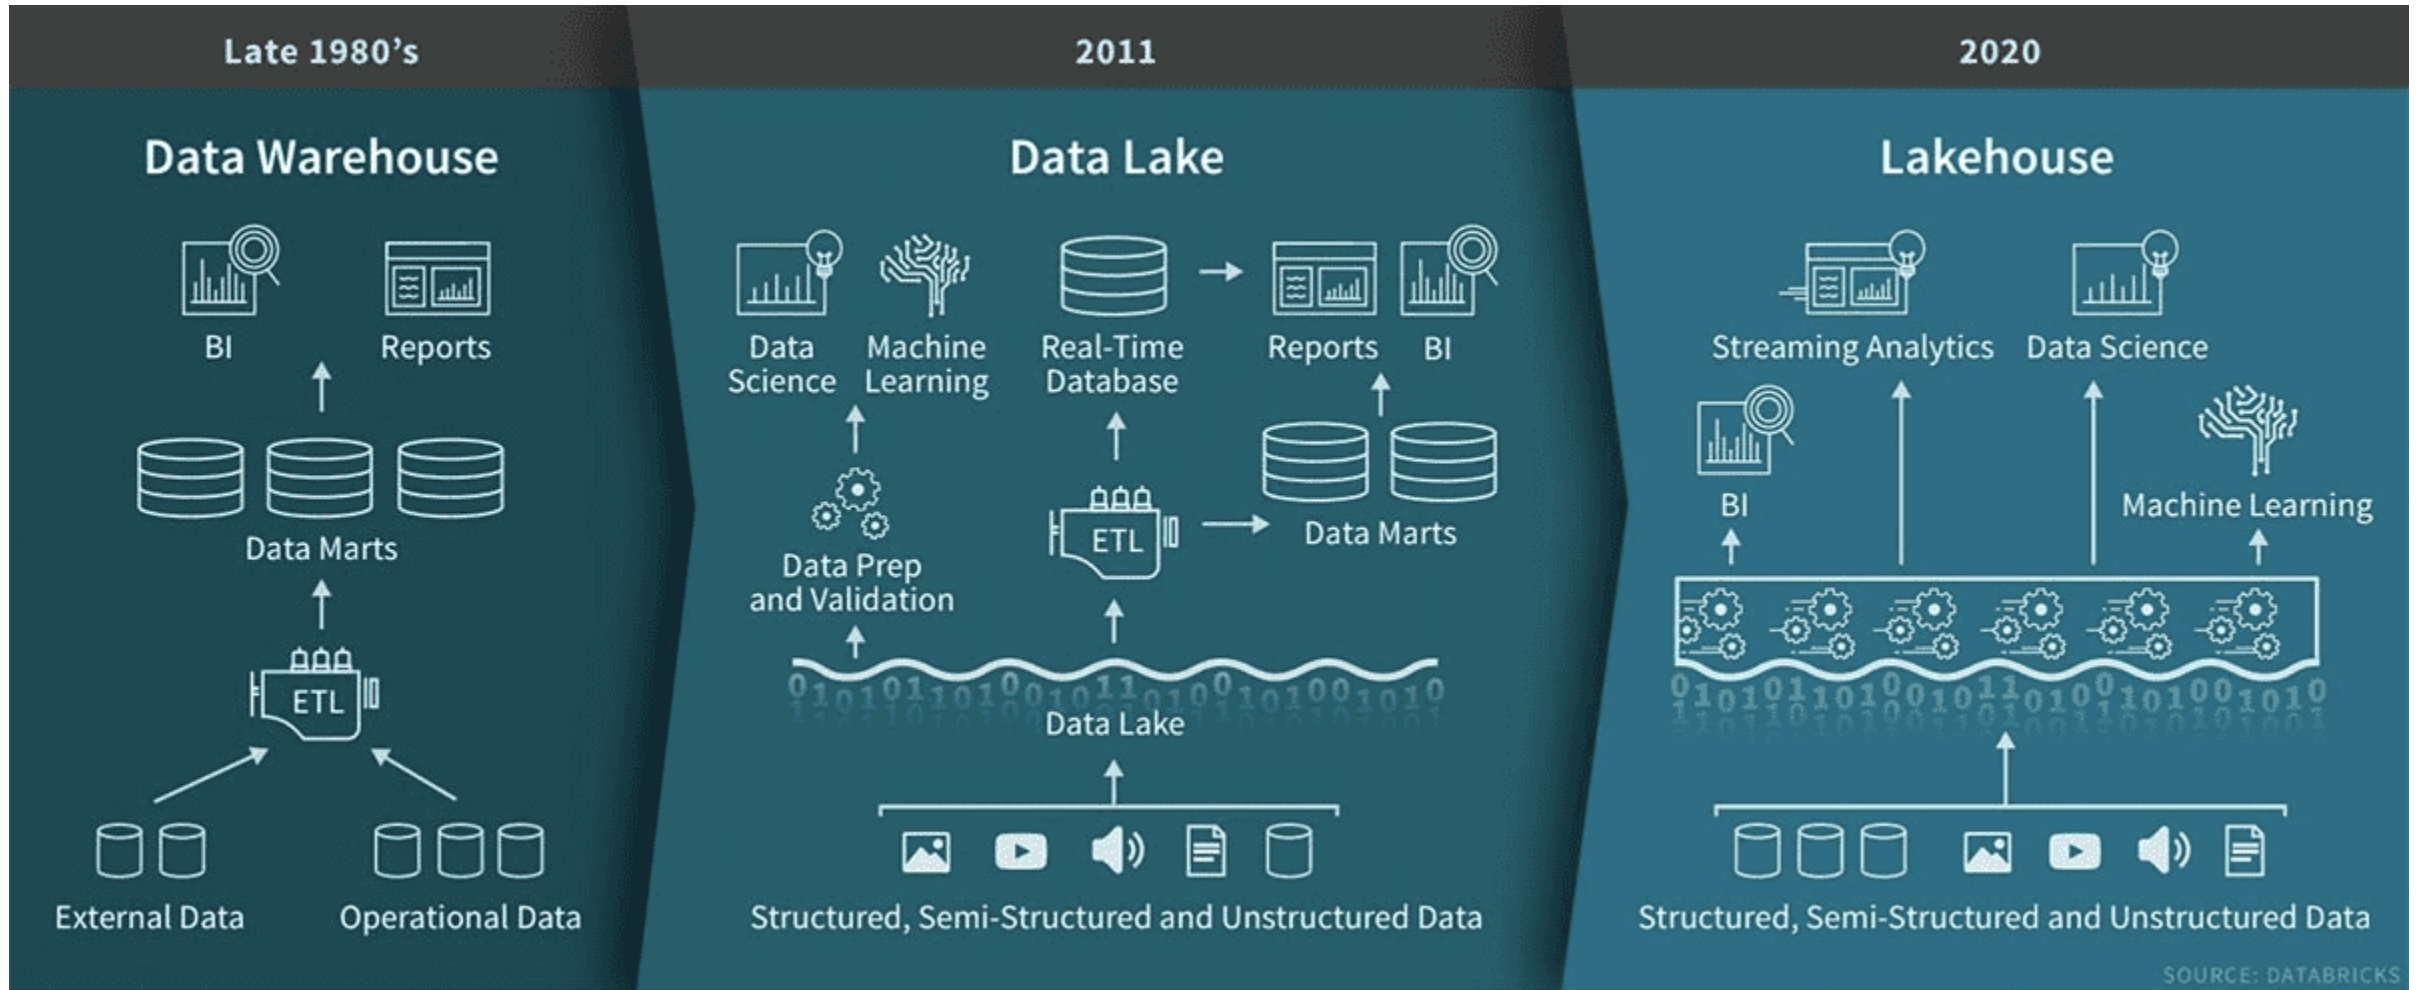 Late 1980's
Data Warehouse
BI
Reports
Data Marts
ETL
External Data
Operational Data
2011
Data Lake
Data
Science
Machine
Learning
Real-Time
Database
Reports
BI
Data Prep
and Validation
ETL
Data Marts
010101101001011010010100101010
Data Lake
Structured, Semi-Structured and Unstructured Data
2020
Lakehouse
Streaming Analytics
Data Science
BI
Machine Learning
Structured, Semi-Structured and Unstructured Data
SOURCE: DATABRICKS